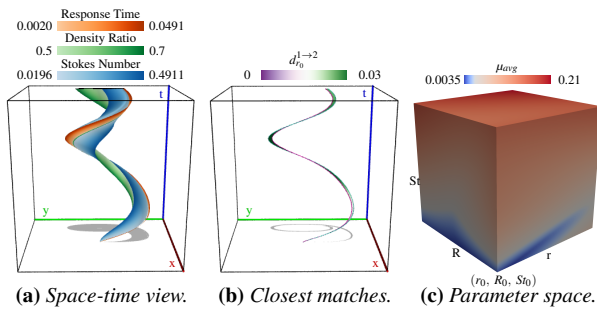 Response Time
0.0020 0.0491
Density Ratio
0.5 0.7
Stokes Number
0.0196 0.4911
t
y
x
(a) Space-time view.
d_{r_0}^{1→2}
0 0.03
t
y
x
(b) Closest matches.
μ_{avg}
0.0035 0.21
St
R r
(r_0, R_0, St_0)
(c) Parameter space.